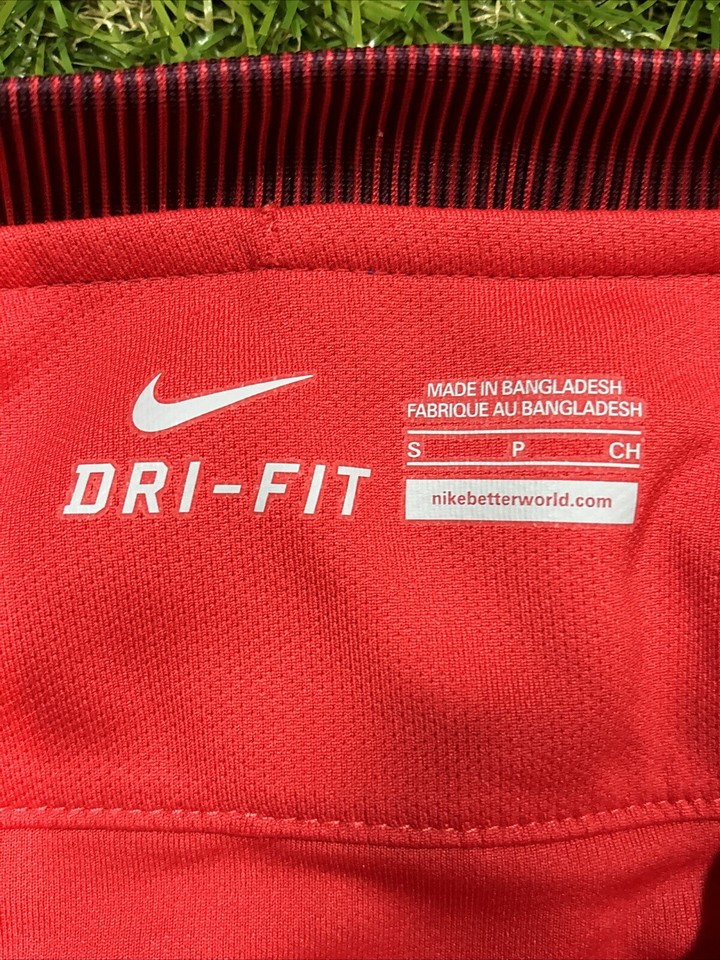 DRI-FIT
MADE IN BANGLADESH
FABRIQUE AU BANGLADESH
S P CH
nikebetterworld.com